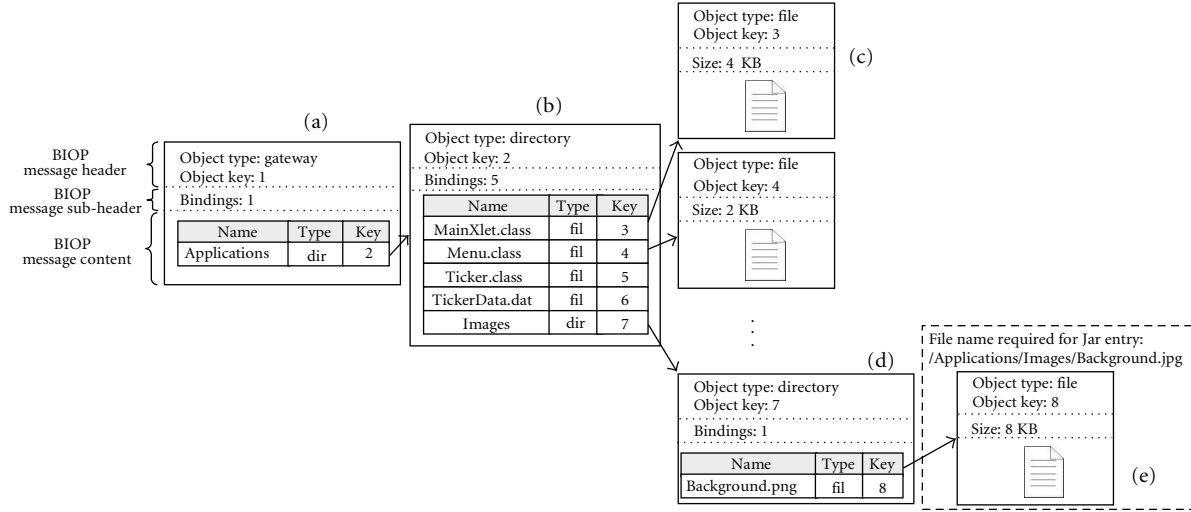 (a)
BIOP
message header
BIOP
message sub-header
BIOP
message content
Object type: gateway
Object key: 1
Bindings: 1
Name Type Key
Applications dir 2
(b)
Object type: directory
Object key: 2
Bindings: 5
Name Type Key
MainXlet.class fil 3
Menu.class fil 4
Ticker.class fil 5
TickerData.dat fil 6
Images dir 7
Object type: file
Object key: 3
Size: 4 KB
(c)
Object type: file
Object key: 4
Size: 2 KB
(d)
Object type: directory
Object key: 7
Bindings: 1
Name Type Key
Background.png fil 8
File name required for Jar entry:
/Applications/Images/Background.jpg
Object type: file
Object key: 8
Size: 8 KB
(e)